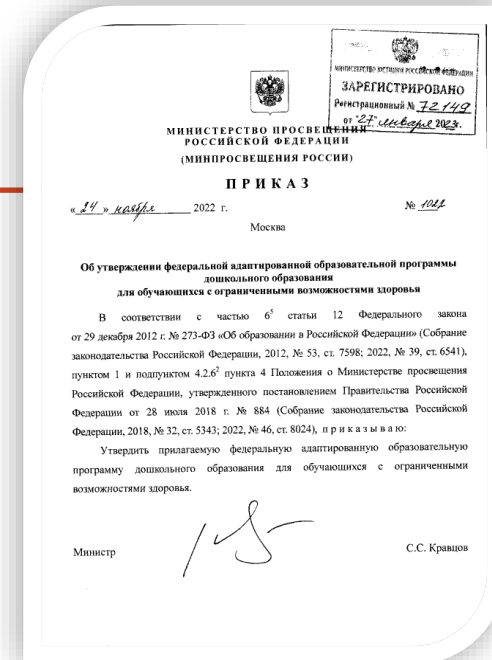 МИНИСТЕРСТВО ЮСТИЦИИ РОССИЙСКОЙ ФЕДЕРАЦИИ
ЗАРЕГИСТРИРОВАНО
Регистрационный № 72149
от "27" января 2023г.
МИНИСТЕРСТВО ПРОСВЕЩЕНИЯ
РОССИЙСКОЙ ФЕДЕРАЦИИ
(МИНПРОСВЕЩЕНИЯ РОССИИ)
ПРИКАЗ
« 24 » ноября 2022 г. № 1022
Москва
Об утверждении федеральной адаптированной образовательной программы
дошкольного образования
для обучающихся с ограниченными возможностями здоровья
В соответствии с частью 6⁵ статьи 12 Федерального закона
от 29 декабря 2012 г. № 273-ФЗ «Об образовании в Российской Федерации» (Собрание
законодательства Российской Федерации, 2012, № 53, ст. 7598; 2022, № 39, ст. 6541),
пунктом 1 и подпунктом 4.2.6² пункта 4 Положения о Министерстве просвещения
Российской Федерации, утвержденного постановлением Правительства Российской
Федерации от 28 июля 2018 г. № 884 (Собрание законодательства Российской
Федерации, 2018, № 32, ст. 5343; 2022, № 46, ст. 8024), п р и к а з ы в а ю:
Утвердить прилагаемую федеральную адаптированную образовательную
программу дошкольного образования для обучающихся с ограниченными
возможностями здоровья.
Министр С.С. Кравцов